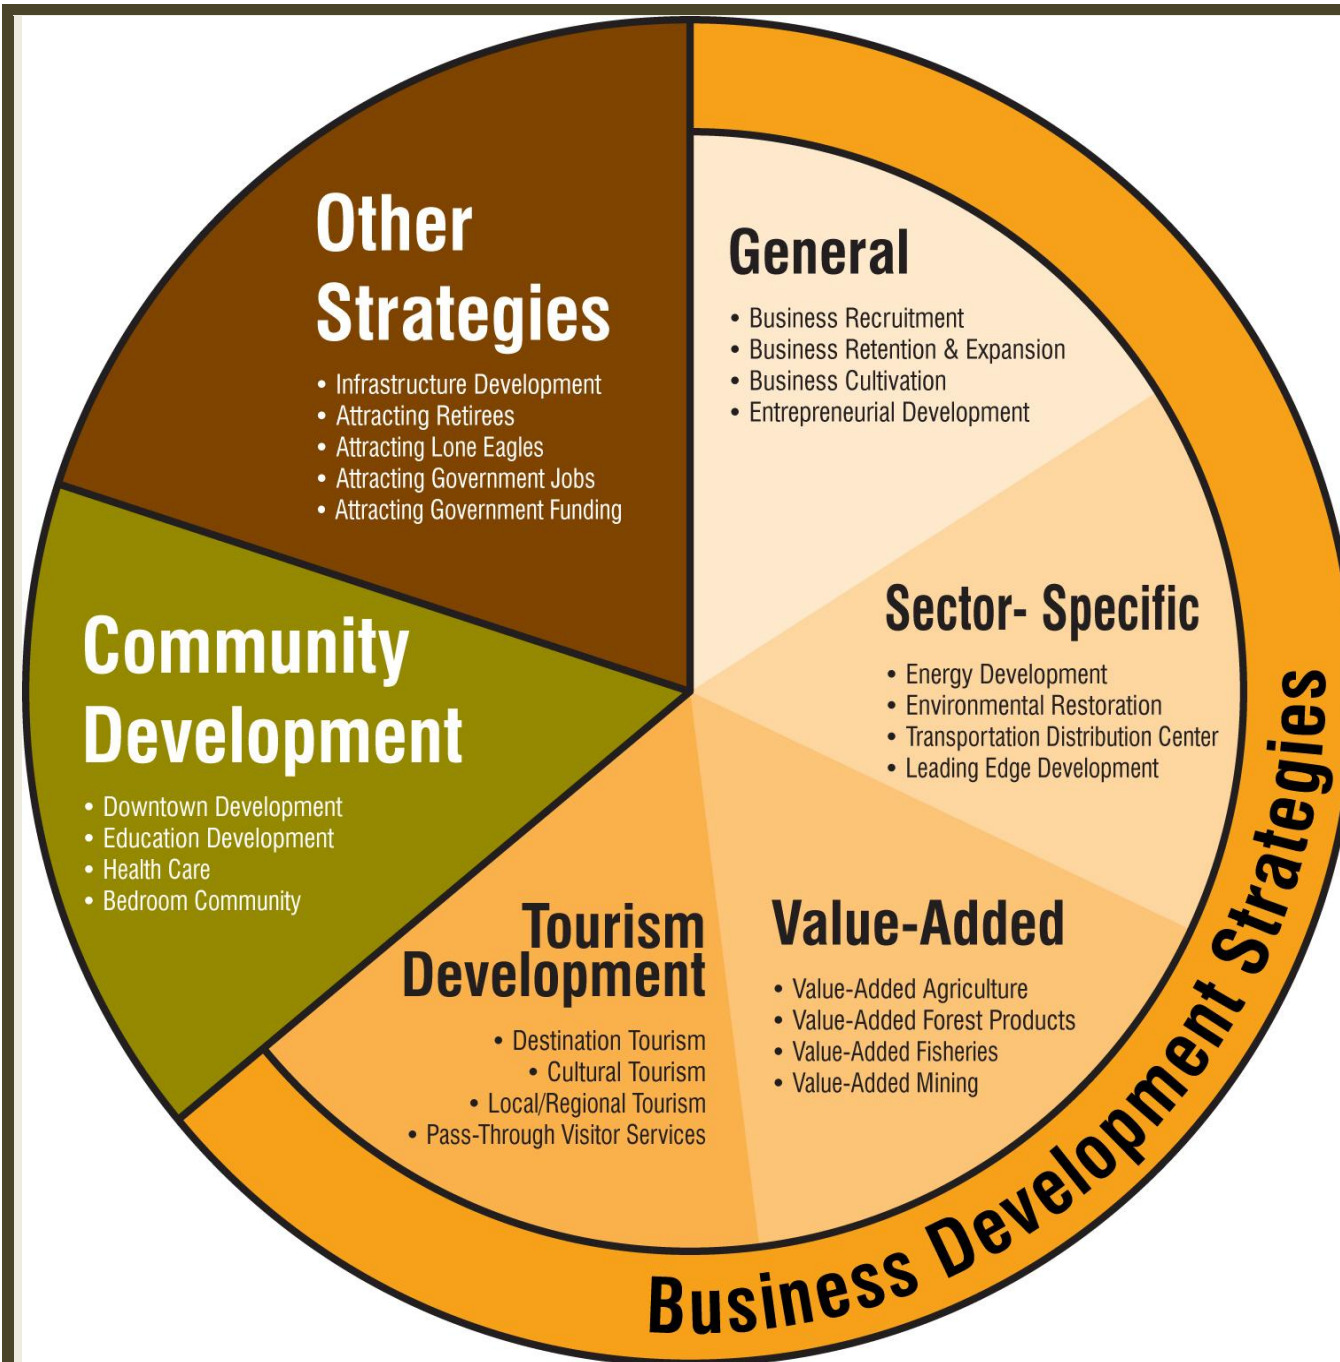 Other
Strategies
• Infrastructure Development
• Attracting Retirees
• Attracting Lone Eagles
• Attracting Government Jobs
• Attracting Government Funding
General
• Business Recruitment
• Business Retention & Expansion
• Business Cultivation
• Entrepreneurial Development
Sector- Specific
• Energy Development
• Environmental Restoration
• Transportation Distribution Center
• Leading Edge Development
Community
Development
• Downtown Development
• Education Development
• Health Care
• Bedroom Community
Tourism
Development
• Destination Tourism
• Cultural Tourism
• Local/Regional Tourism
• Pass-Through Visitor Services
Value-Added
• Value-Added Agriculture
• Value-Added Forest Products
• Value-Added Fisheries
• Value-Added Mining
Business Development Strategies